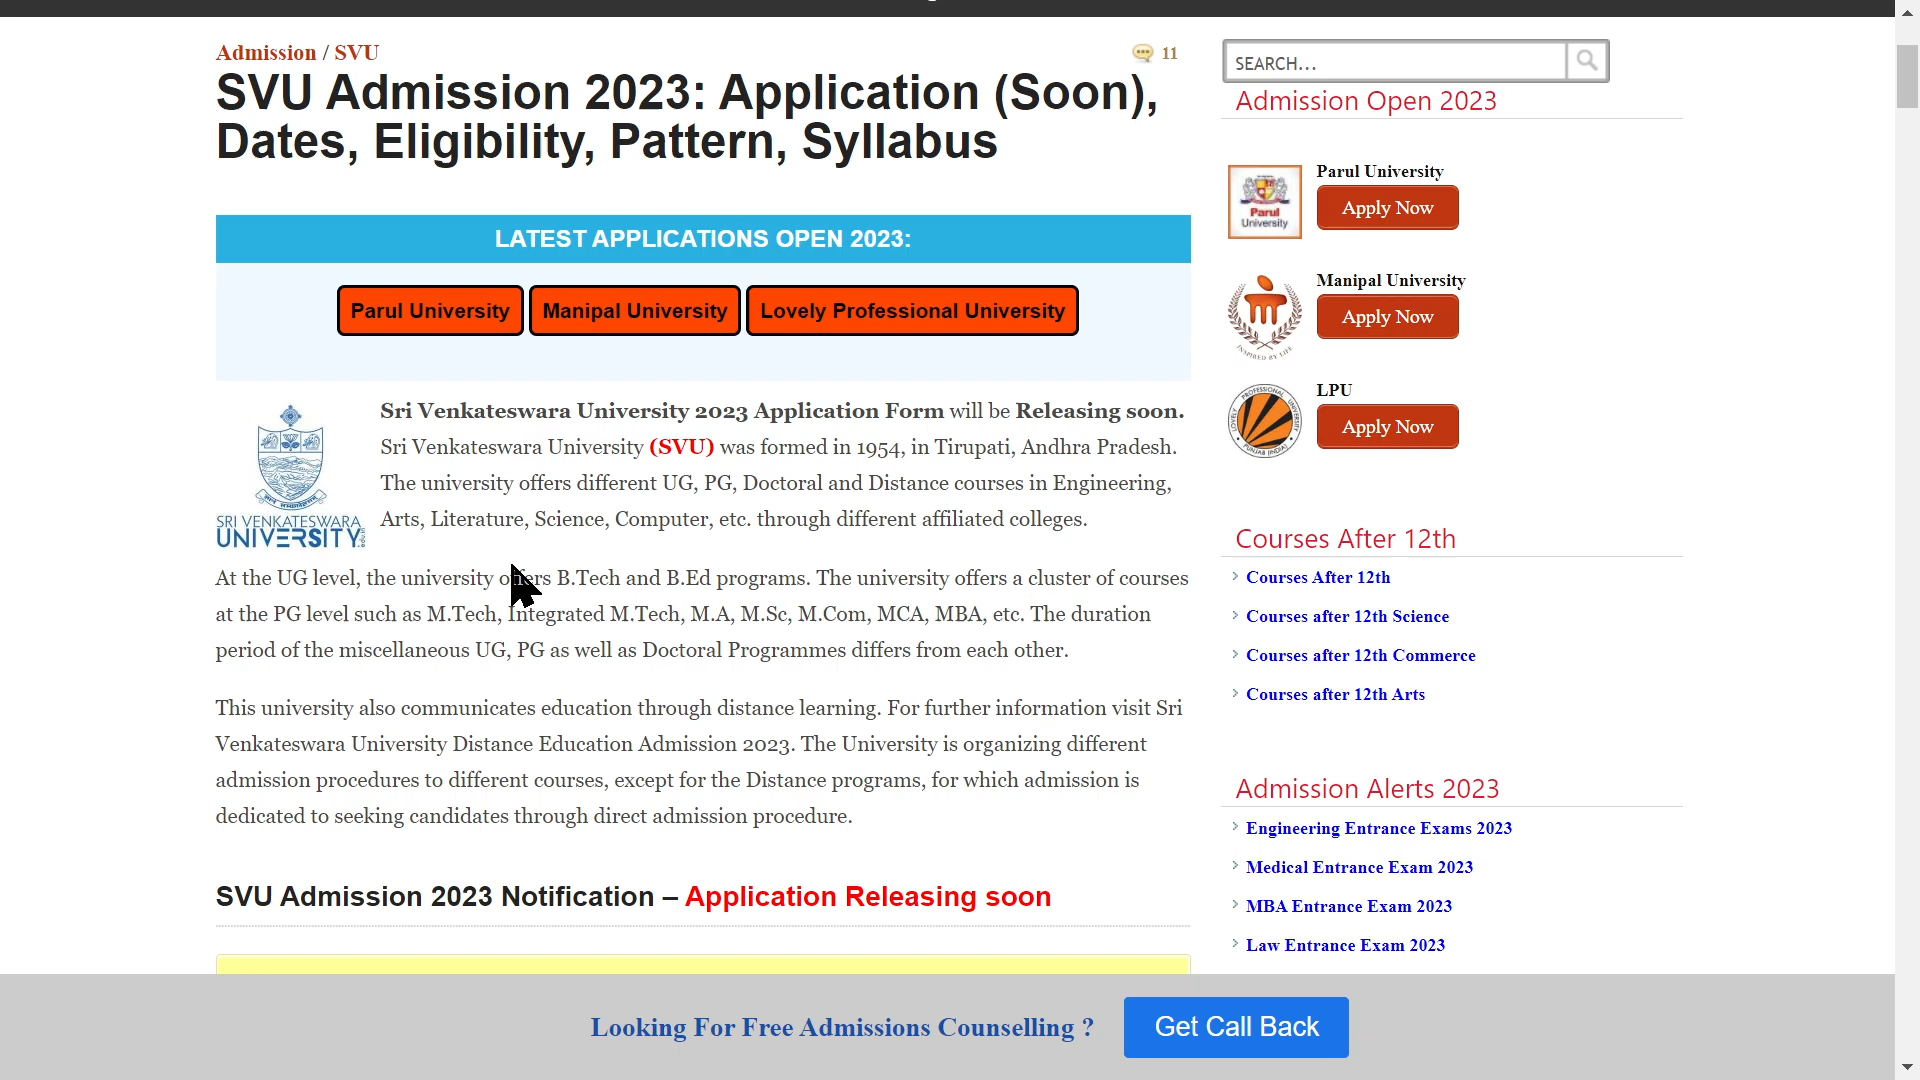 Admission / SVU
11
SVU Admission 2023: Application (Soon),
Dates, Eligibility, Pattern, Syllabus
LATEST APPLICATIONS OPEN 2023:
Parul University
Manipal University
Lovely Professional University
SRI VENKATESWARA
UNIVERSITY
Sri Venkateswara University 2023 Application Form will be Releasing soon.
Sri Venkateswara University (SVU) was formed in 1954, in Tirupati, Andhra Pradesh.
The university offers different UG, PG, Doctoral and Distance courses in Engineering,
Arts, Literature, Science, Computer, etc. through different affiliated colleges.
At the UG level, the university offers B.Tech and B.Ed programs. The university offers a cluster of courses
at the PG level such as M.Tech, Integrated M.Tech, M.A, M.Sc, M.Com, MCA, MBA, etc. The duration
period of the miscellaneous UG, PG as well as Doctoral Programmes differs from each other.
This university also communicates education through distance learning. For further information visit Sri
Venkateswara University Distance Education Admission 2023. The University is organizing different
admission procedures to different courses, except for the Distance programs, for which admission is
dedicated to seeking candidates through direct admission procedure.
SVU Admission 2023 Notification – Application Releasing soon
SEARCH...
Admission Open 2023
Parul
University
Parul University
Apply Now
INSPIRED BY LIFE
Manipal University
Apply Now
LOVELY PROFESSIONAL UNIVERSITY
PUNJAB (INDIA)
LPU
Apply Now
Courses After 12th
Courses After 12th
Courses after 12th Science
Courses after 12th Commerce
Courses after 12th Arts
Admission Alerts 2023
Engineering Entrance Exams 2023
Medical Entrance Exam 2023
MBA Entrance Exam 2023
Law Entrance Exam 2023
Looking For Free Admissions Counselling ?
Get Call Back